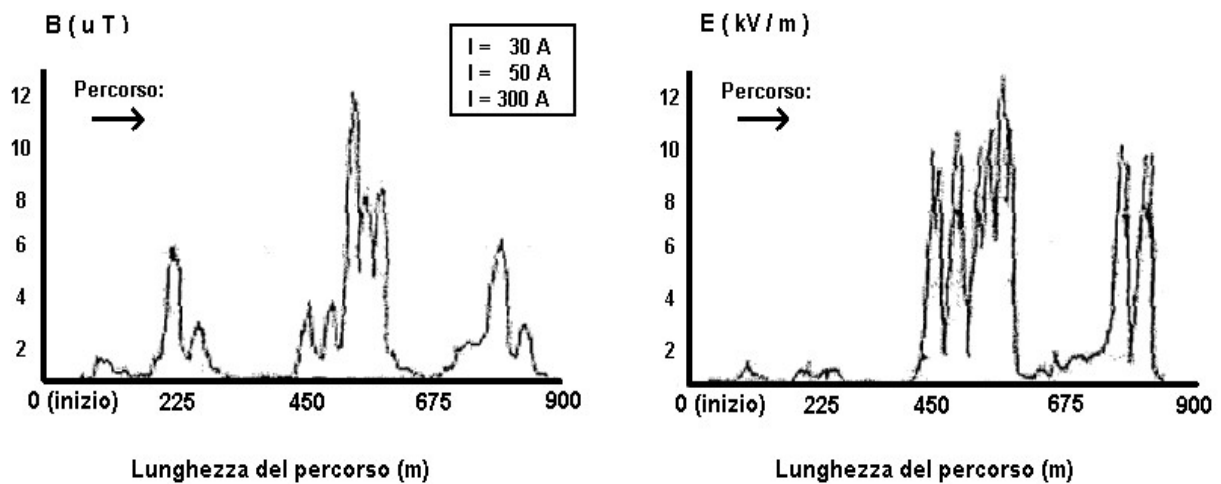 B ( u T )
I = 30 A
I = 50 A
I = 300 A
Percorso:
12
10
8
6
4
2
0 (inizio) 225 450 675 900
Lunghezza del percorso (m)
E ( kV / m )
Percorso:
12
10
8
6
4
2
0 (inizio) 225 450 675 900
Lunghezza del percorso (m)